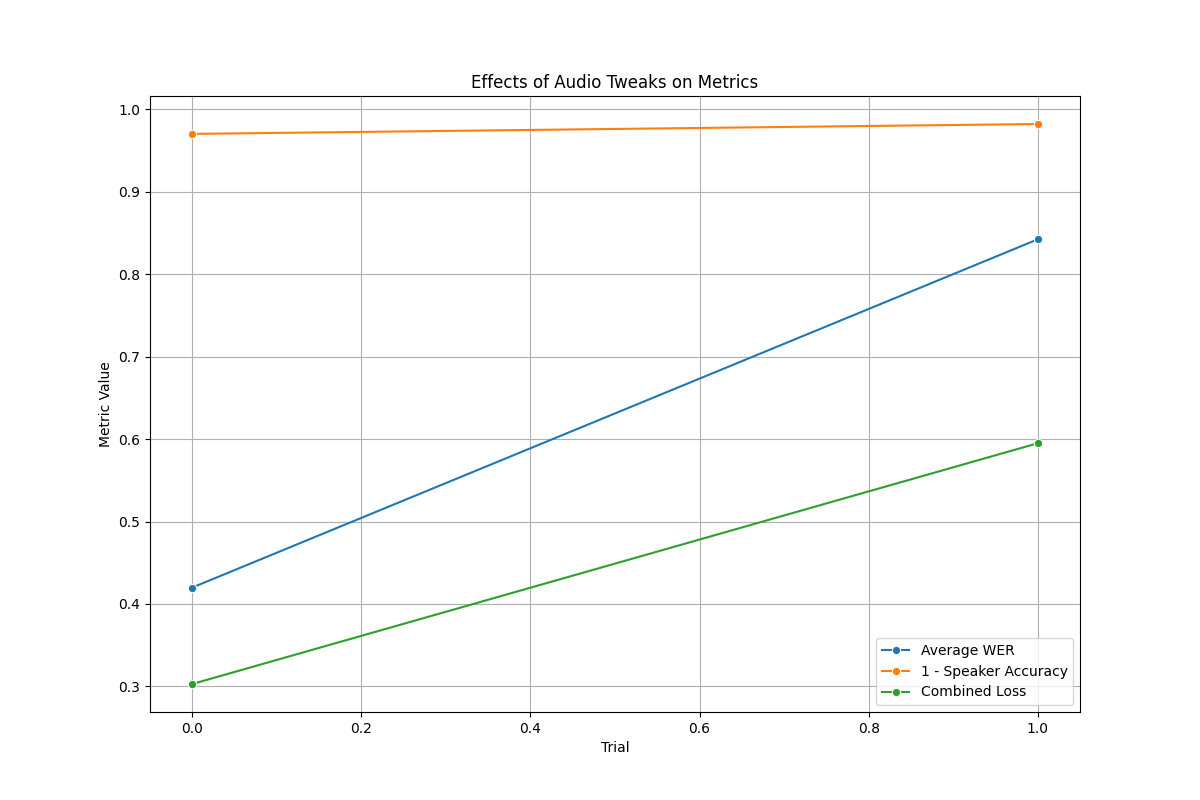 Effects of Audio Tweaks on Metrics
Metric Value
1.0
0.9
0.8
0.7
0.6
0.5
0.4
0.3
Average WER
1 - Speaker Accuracy
Combined Loss
0.0 0.2 0.4 0.6 0.8 1.0
Trial